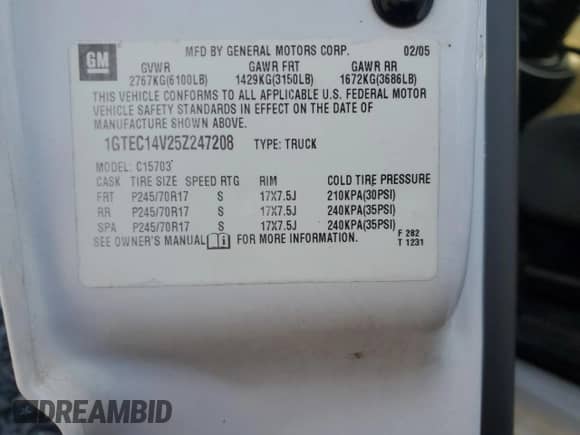 GM
MFD BY GENERAL MOTORS CORP. 02/05
GVWR GAWR FRT GAWR RR
2767KG(6100LB) 1429KG(3150LB) 1672KG(3686LB)
THIS VEHICLE CONFORMS TO ALL APPLICABLE U.S. FEDERAL MOTOR
VEHICLE SAFETY STANDARDS IN EFFECT ON THE DATE OF
MANUFACTURE SHOWN ABOVE.
1GTEC14V25Z247208 TYPE: TRUCK
MODEL: C15703
CASK TIRE SIZE SPEED RTG RIM COLD TIRE PRESSURE
FRT P245/70R17 S 17X7.5J 210KPA(30PSI)
RR P245/70R17 S 17X7.5J 240KPA(35PSI)
SPA P245/70R17 S 17X7.5J 240KPA(35PSI)
SEE OWNER'S MANUAL FOR MORE INFORMATION.
F 282
T 1231
DREAMBID